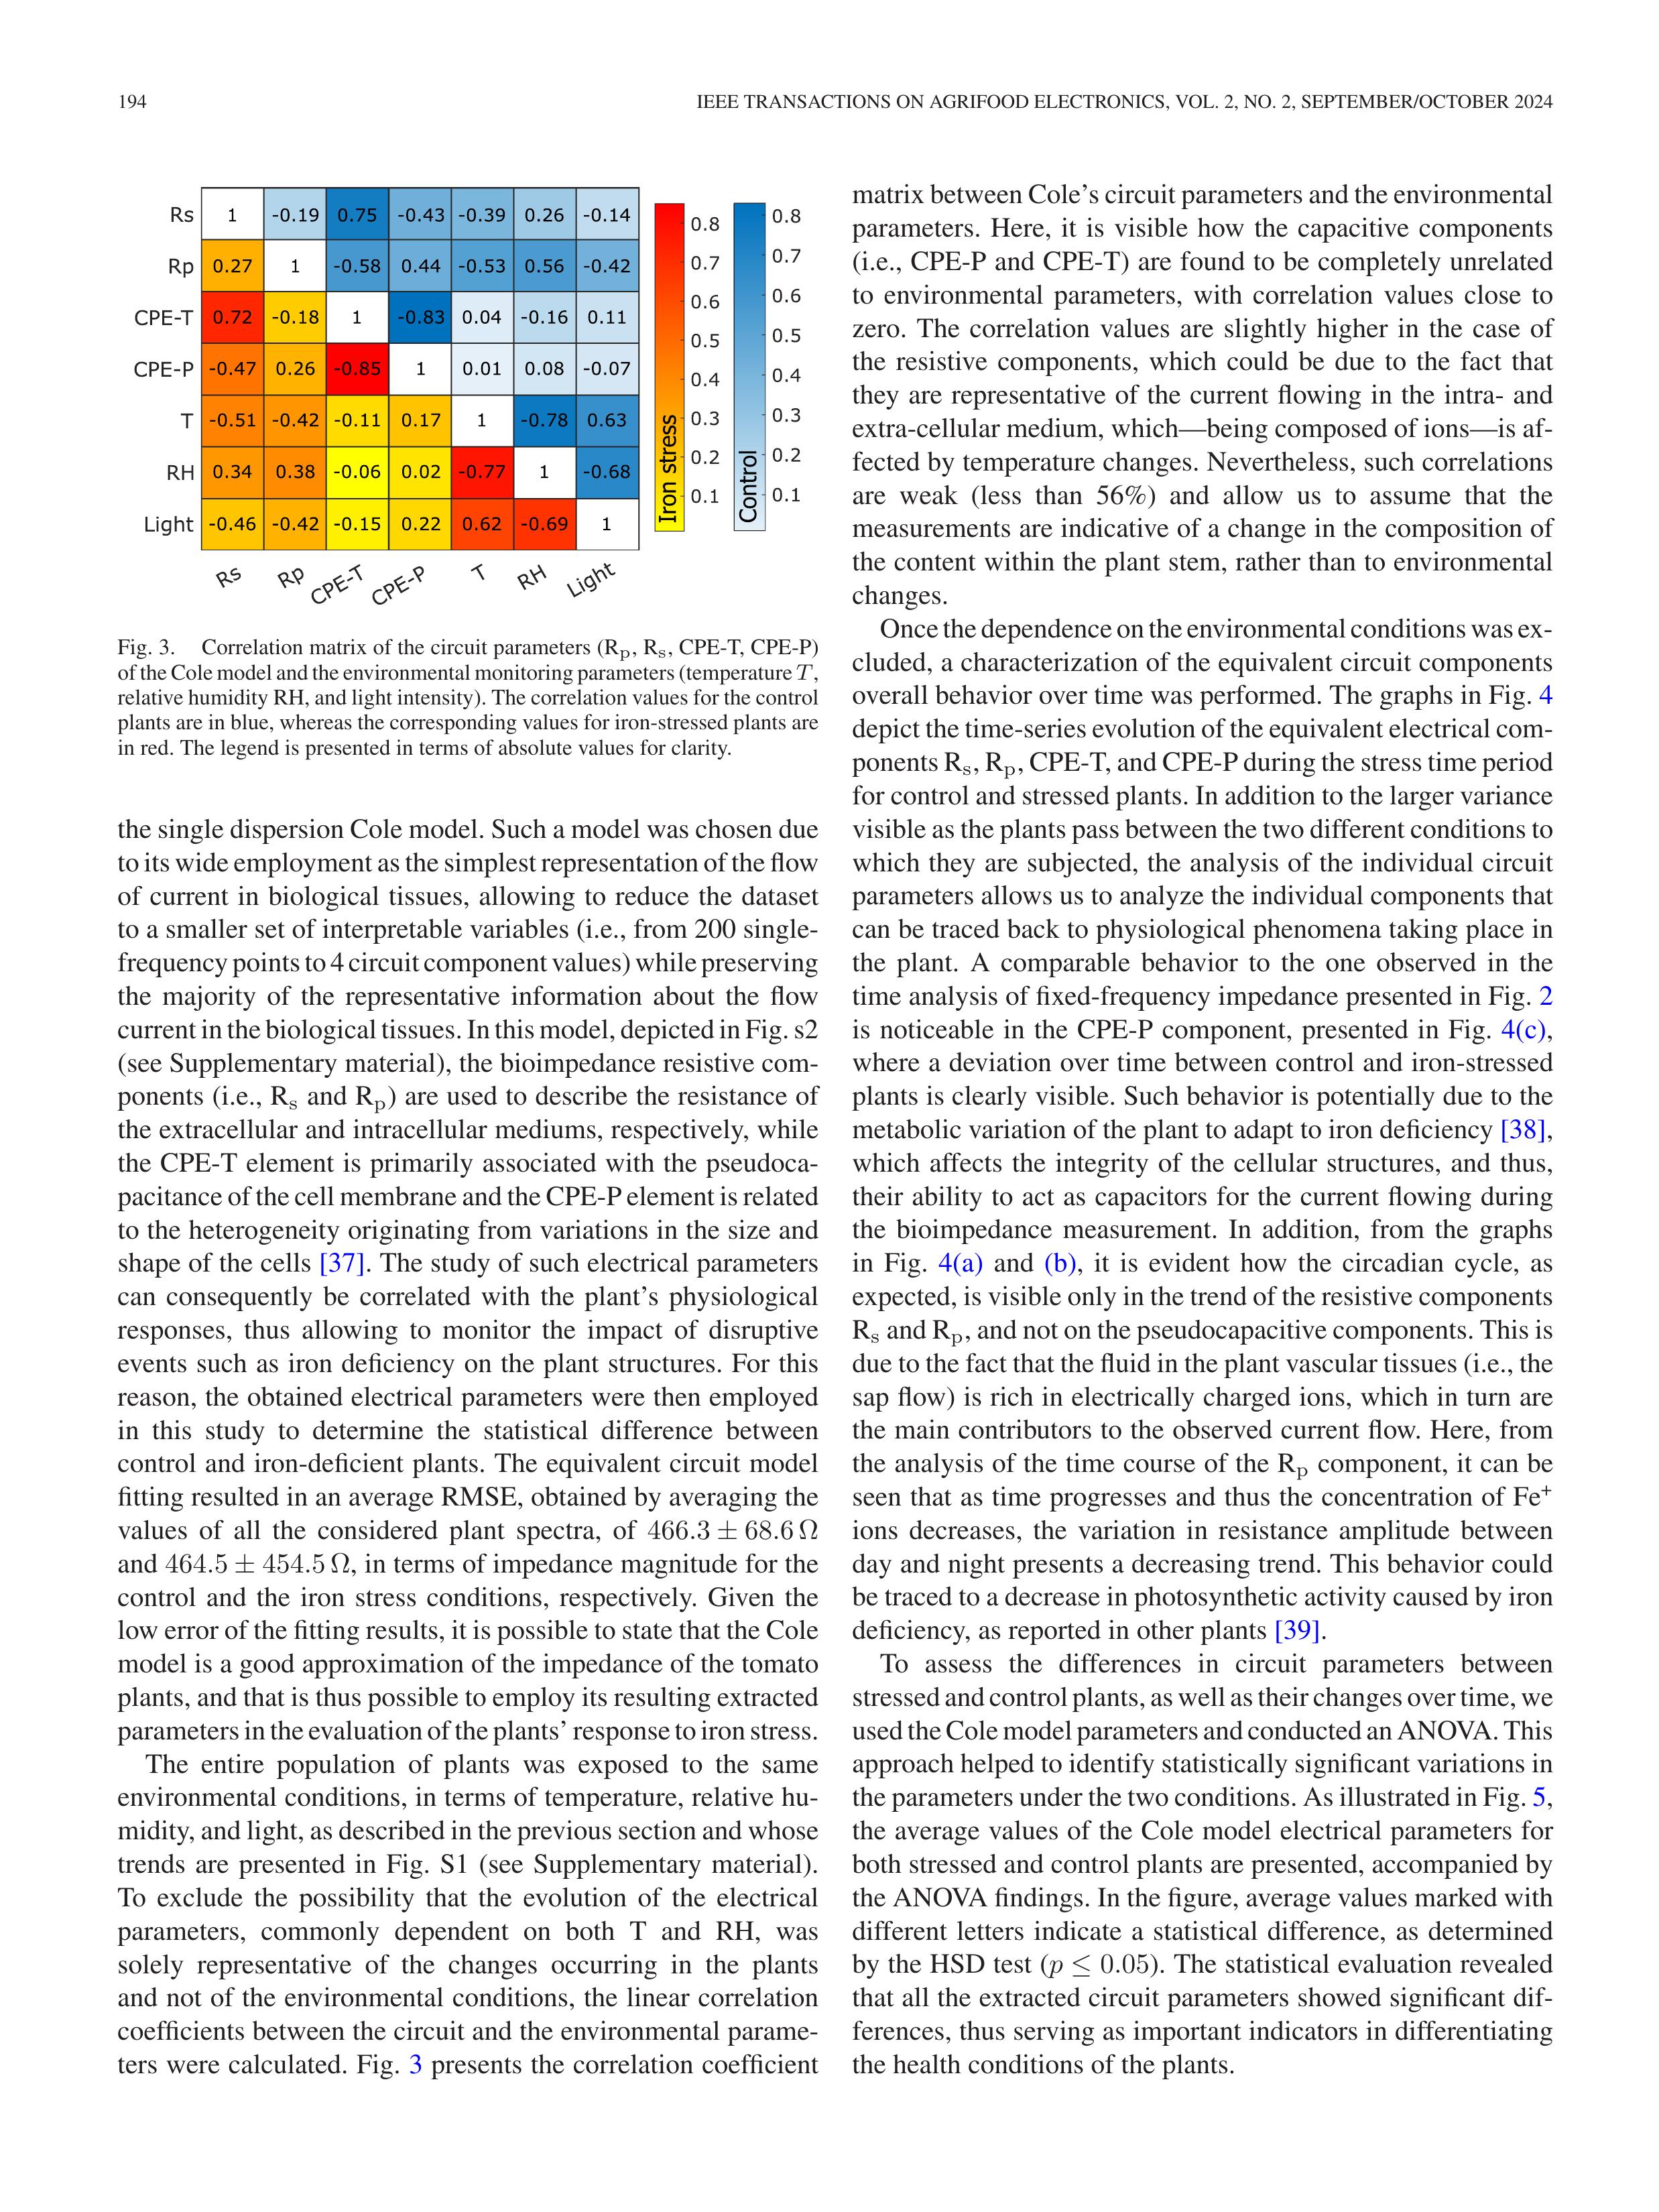 194
IEEE TRANSACTIONS ON AGRIFOOD ELECTRONICS, VOL. 2, NO. 2, SEPTEMBER/OCTOBER 2024
Rs 1 -0.19 0.75 -0.43 -0.39 0.26 -0.14
Rp 0.27 1 -0.58 0.44 -0.53 0.56 -0.42
CPE-T 0.72 -0.18 1 -0.83 0.04 -0.16 0.11
CPE-P -0.47 0.26 -0.85 1 0.01 0.08 -0.07
T -0.51 -0.42 -0.11 0.17 1 -0.78 0.63
RH 0.34 0.38 -0.06 0.02 -0.77 1 -0.68
Light -0.46 -0.42 -0.15 0.22 0.62 -0.69 1
Rs Rp CPE-T CPE-P T RH Light
Iron stress
0.8
0.7
0.6
0.5
0.4
0.3
0.2
0.1
Control
0.8
0.7
0.6
0.5
0.4
0.3
0.2
0.1
Fig. 3. Correlation matrix of the circuit parameters (Rp, Rs, CPE-T, CPE-P)
of the Cole model and the environmental monitoring parameters (temperature T,
relative humidity RH, and light intensity). The correlation values for the control
plants are in blue, whereas the corresponding values for iron-stressed plants are
in red. The legend is presented in terms of absolute values for clarity.
the single dispersion Cole model. Such a model was chosen due
to its wide employment as the simplest representation of the flow
of current in biological tissues, allowing to reduce the dataset
to a smaller set of interpretable variables (i.e., from 200 single-
frequency points to 4 circuit component values) while preserving
the majority of the representative information about the flow
current in the biological tissues. In this model, depicted in Fig. s2
(see Supplementary material), the bioimpedance resistive com-
ponents (i.e., Rs and Rp) are used to describe the resistance of
the extracellular and intracellular mediums, respectively, while
the CPE-T element is primarily associated with the pseudoca-
pacitance of the cell membrane and the CPE-P element is related
to the heterogeneity originating from variations in the size and
shape of the cells [37]. The study of such electrical parameters
can consequently be correlated with the plant's physiological
responses, thus allowing to monitor the impact of disruptive
events such as iron deficiency on the plant structures. For this
reason, the obtained electrical parameters were then employed
in this study to determine the statistical difference between
control and iron-deficient plants. The equivalent circuit model
fitting resulted in an average RMSE, obtained by averaging the
values of all the considered plant spectra, of 466.3 ± 68.6 Ω
and 464.5 ± 454.5 Ω, in terms of impedance magnitude for the
control and the iron stress conditions, respectively. Given the
low error of the fitting results, it is possible to state that the Cole
model is a good approximation of the impedance of the tomato
plants, and that is thus possible to employ its resulting extracted
parameters in the evaluation of the plants' response to iron stress.
The entire population of plants was exposed to the same
environmental conditions, in terms of temperature, relative hu-
midity, and light, as described in the previous section and whose
trends are presented in Fig. S1 (see Supplementary material).
To exclude the possibility that the evolution of the electrical
parameters, commonly dependent on both T and RH, was
solely representative of the changes occurring in the plants
and not of the environmental conditions, the linear correlation
coefficients between the circuit and the environmental parame-
ters were calculated. Fig. 3 presents the correlation coefficient
matrix between Cole's circuit parameters and the environmental
parameters. Here, it is visible how the capacitive components
(i.e., CPE-P and CPE-T) are found to be completely unrelated
to environmental parameters, with correlation values close to
zero. The correlation values are slightly higher in the case of
the resistive components, which could be due to the fact that
they are representative of the current flowing in the intra- and
extra-cellular medium, which—being composed of ions—is af-
fected by temperature changes. Nevertheless, such correlations
are weak (less than 56%) and allow us to assume that the
measurements are indicative of a change in the composition of
the content within the plant stem, rather than to environmental
changes.
Once the dependence on the environmental conditions was ex-
cluded, a characterization of the equivalent circuit components
overall behavior over time was performed. The graphs in Fig. 4
depict the time-series evolution of the equivalent electrical com-
ponents Rs, Rp, CPE-T, and CPE-P during the stress time period
for control and stressed plants. In addition to the larger variance
visible as the plants pass between the two different conditions to
which they are subjected, the analysis of the individual circuit
parameters allows us to analyze the individual components that
can be traced back to physiological phenomena taking place in
the plant. A comparable behavior to the one observed in the
time analysis of fixed-frequency impedance presented in Fig. 2
is noticeable in the CPE-P component, presented in Fig. 4(c),
where a deviation over time between control and iron-stressed
plants is clearly visible. Such behavior is potentially due to the
metabolic variation of the plant to adapt to iron deficiency [38],
which affects the integrity of the cellular structures, and thus,
their ability to act as capacitors for the current flowing during
the bioimpedance measurement. In addition, from the graphs
in Fig. 4(a) and (b), it is evident how the circadian cycle, as
expected, is visible only in the trend of the resistive components
Rs and Rp, and not on the pseudocapacitive components. This is
due to the fact that the fluid in the plant vascular tissues (i.e., the
sap flow) is rich in electrically charged ions, which in turn are
the main contributors to the observed current flow. Here, from
the analysis of the time course of the Rp component, it can be
seen that as time progresses and thus the concentration of Fe⁺
ions decreases, the variation in resistance amplitude between
day and night presents a decreasing trend. This behavior could
be traced to a decrease in photosynthetic activity caused by iron
deficiency, as reported in other plants [39].
To assess the differences in circuit parameters between
stressed and control plants, as well as their changes over time, we
used the Cole model parameters and conducted an ANOVA. This
approach helped to identify statistically significant variations in
the parameters under the two conditions. As illustrated in Fig. 5,
the average values of the Cole model electrical parameters for
both stressed and control plants are presented, accompanied by
the ANOVA findings. In the figure, average values marked with
different letters indicate a statistical difference, as determined
by the HSD test (p ≤ 0.05). The statistical evaluation revealed
that all the extracted circuit parameters showed significant dif-
ferences, thus serving as important indicators in differentiating
the health conditions of the plants.